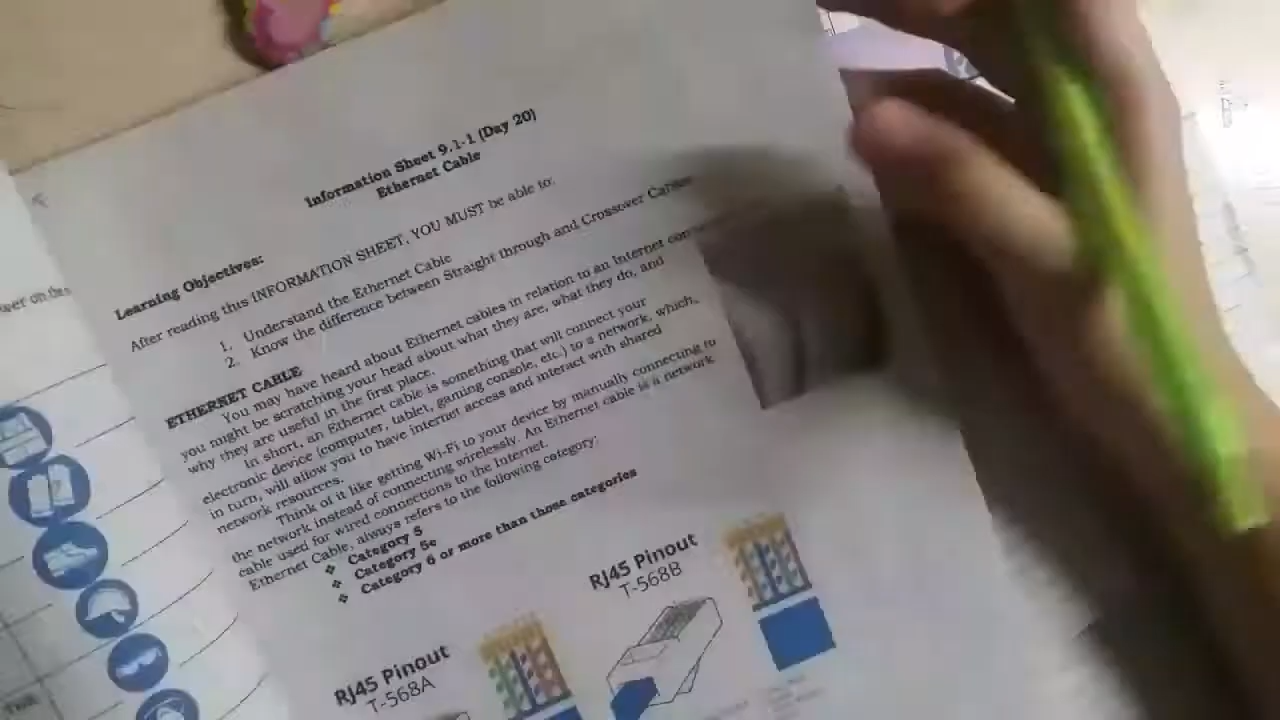 Information Sheet 9.1-1 (Day 20)
Ethernet Cable
Learning Objectives:
After reading this INFORMATION SHEET, YOU MUST be able to:
1. Understand the Ethernet Cable
2. Know the difference between Straight through and Crossover Cables
ETHERNET CABLE
You may have heard about Ethernet cables in relation to an Internet
you might be scratching your head about what they are, what they do, and
why they are useful in the first place.
In short, an Ethernet cable is something that will connect your
electronic device (computer, tablet, gaming console, etc.) to a network, which,
in turn, will allow you to have internet access and interact with shared
network resources.
Think of it like getting Wi-Fi to your device by manually connecting to
the network instead of connecting wirelessly. An Ethernet cable is a network
cable used for wired connections to the Internet.
Ethernet Cable, always refers to the following category:
❖ Category 5
❖ Category 5e
❖ Category 6 or more than those categories
RJ45 Pinout
T-568B
RJ45 Pinout
T-568A